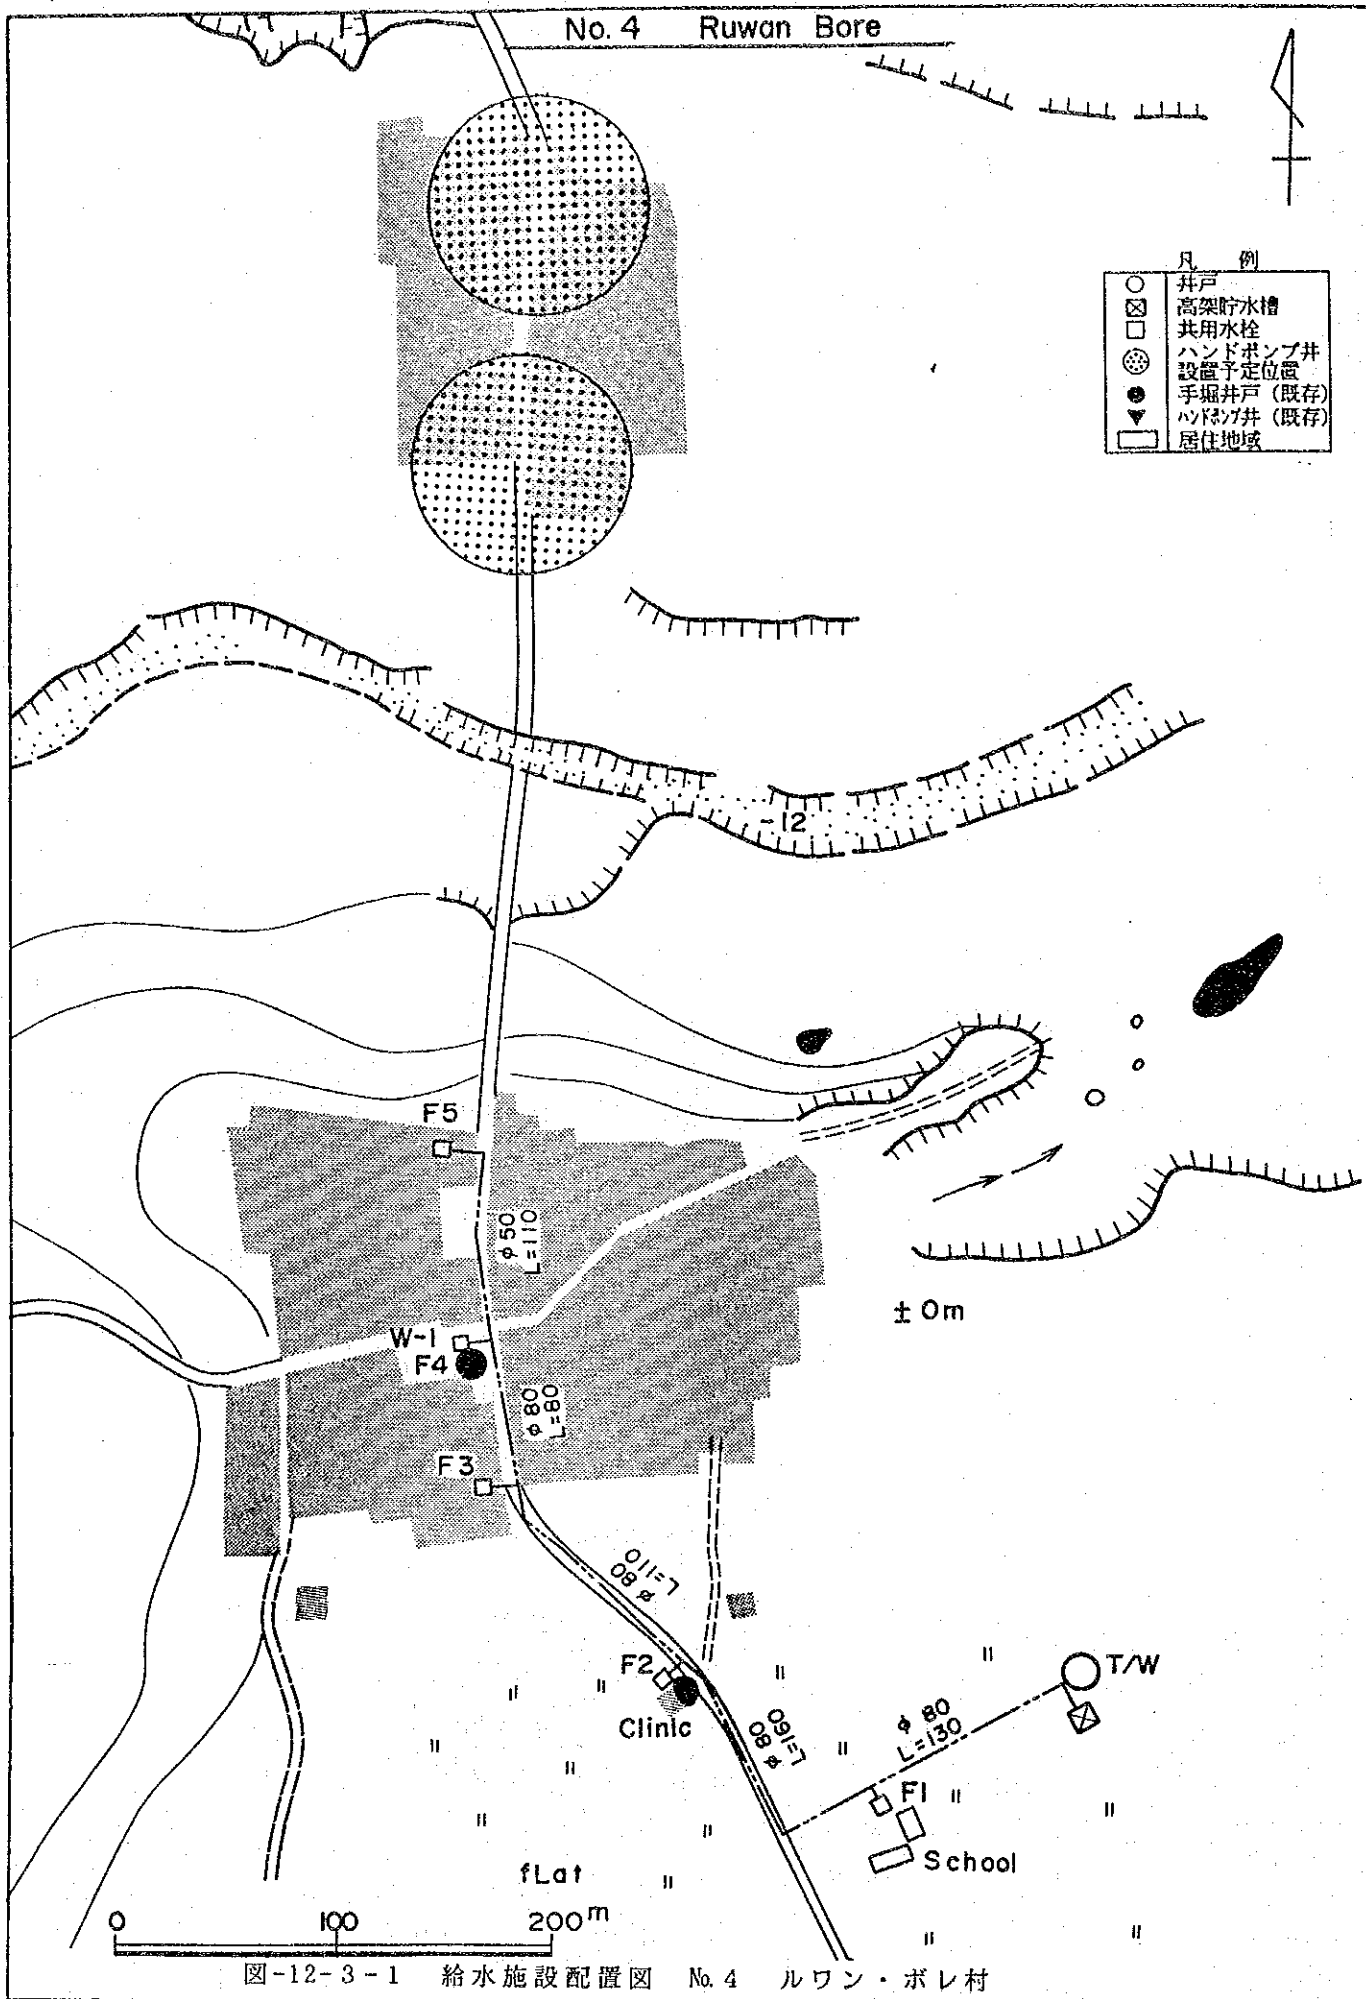 No. 4 Ruwan Bore
凡 例
井戸
高架貯水槽
共用水栓
ハンドポンプ井
設置予定位置
手堀井戸 (既存)
ハンドポンプ井 (既存)
居住地域
-12
F5
φ50
L=110
±0m
W-1
F4
φ80
L=80
F3
φ80
L=110
F2
Clinic
T/W
φ80
L=160
φ 80
L=130
F1
School
fLat
0 100 200m
図-12-3-1 給水施設配置図 No.4 ルワン・ボレ村